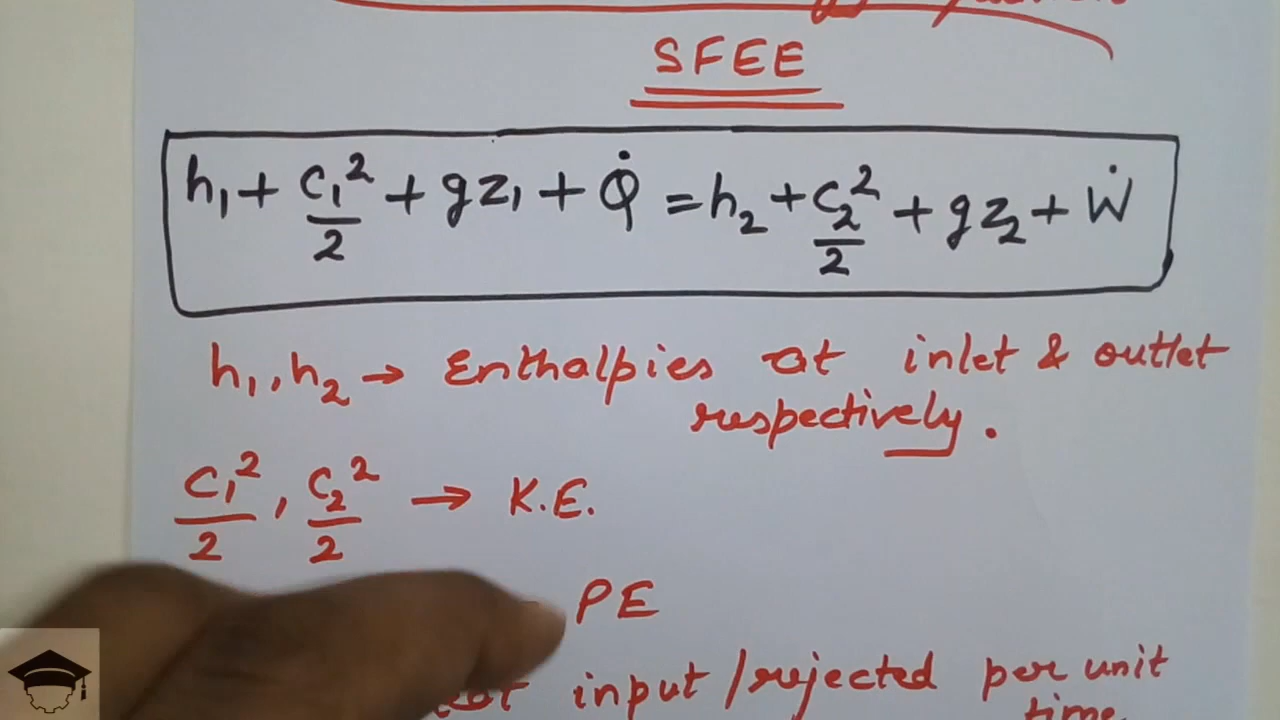 SFEE
h₁ + c₁²/2 + gz₁ + Q̇ = h₂ + c₂²/2 + gz₂ + Ẇ
h₁, h₂ → Enthalpies at inlet & outlet
respectively.
c₁²/2, c₂²/2 → K.E.
PE
input / rejected per unit
time